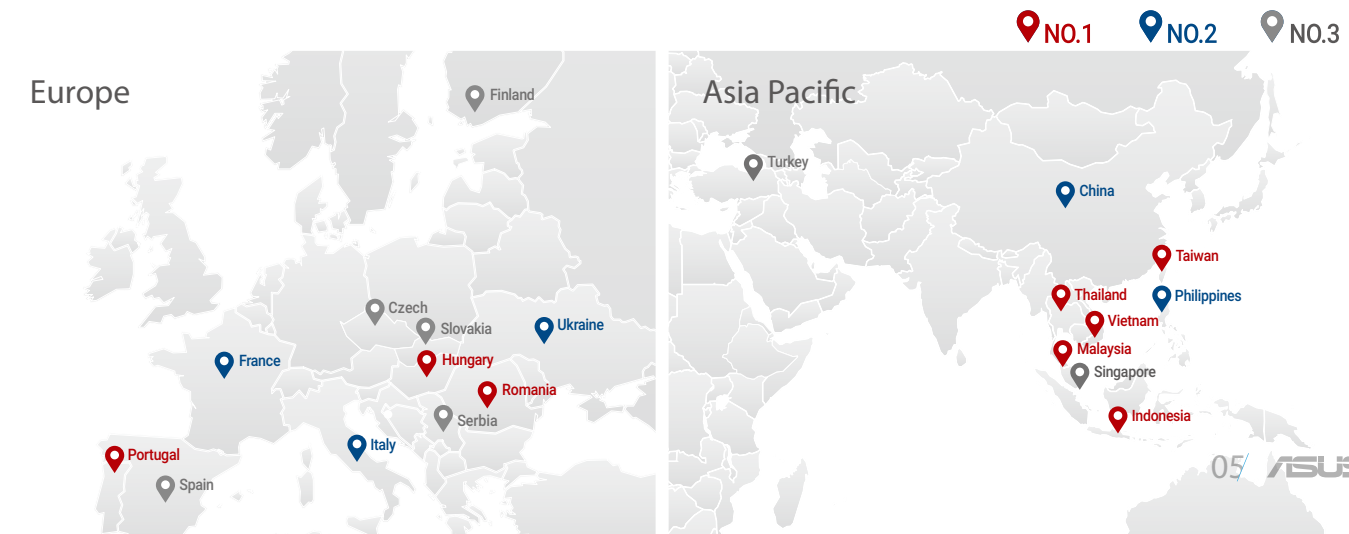 NO.1
NO.2
NO.3
Europe
Finland
Czech
Slovakia
Ukraine
France
Hungary
Romania
Serbia
Italy
Portugal
Spain
Asia Pacific
Turkey
China
Taiwan
Thailand
Philippines
Vietnam
Malaysia
Singapore
Indonesia
05/ ASUS